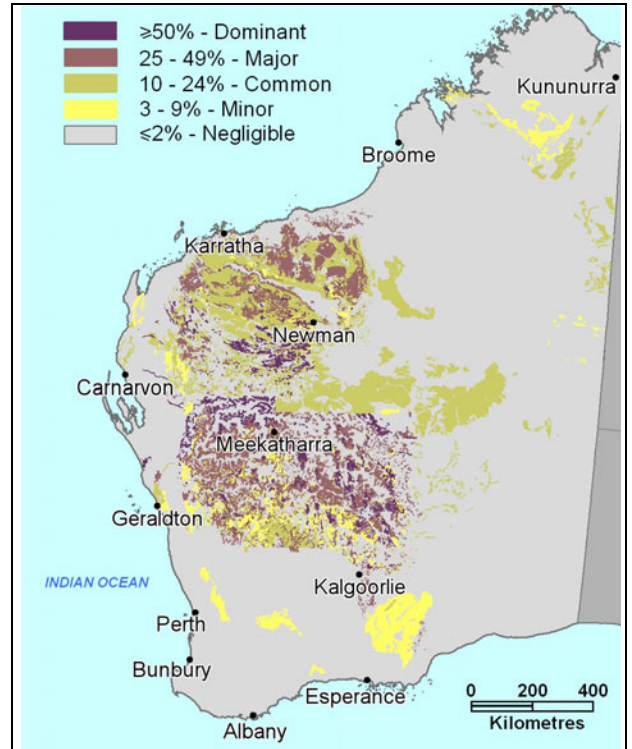 ≥50% - Dominant
25 - 49% - Major
10 - 24% - Common
3 - 9% - Minor
≤2% - Negligible
Kununurra
Broome
Karratha
Newman
Carnarvon
Meekatharra
Geraldton
INDIAN OCEAN
Kalgoorlie
Perth
Bunbury
Esperance
Albany
0 200 400
Kilometres